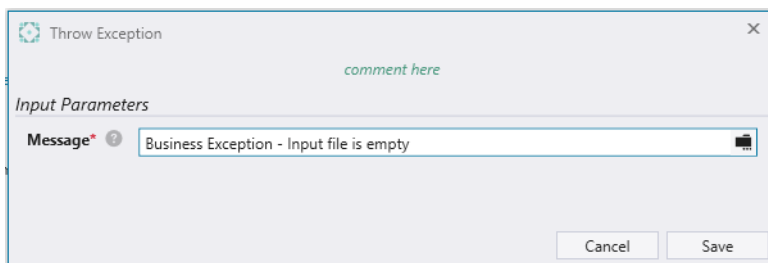 Throw Exception
comment here
Input Parameters
Message*
Business Exception - Input file is empty
Cancel
Save